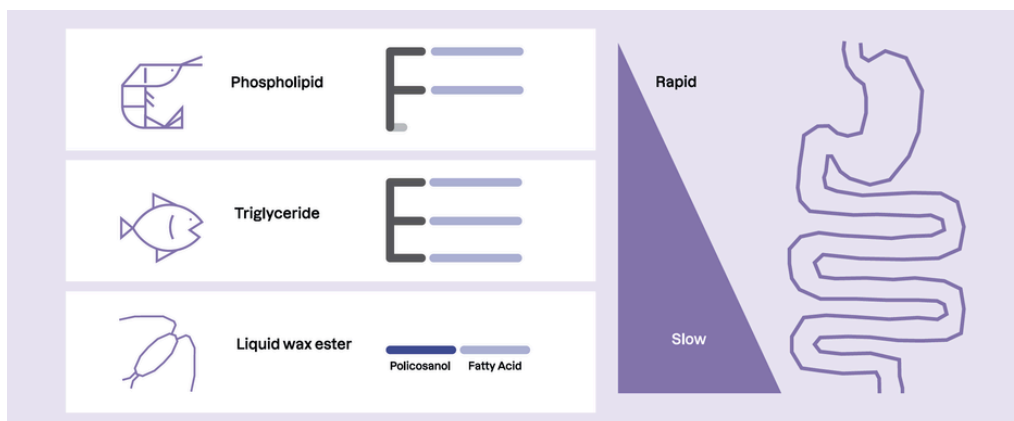 Phospholipid
Rapid
Triglyceride
Liquid wax ester
Policosanol
Fatty Acid
Slow